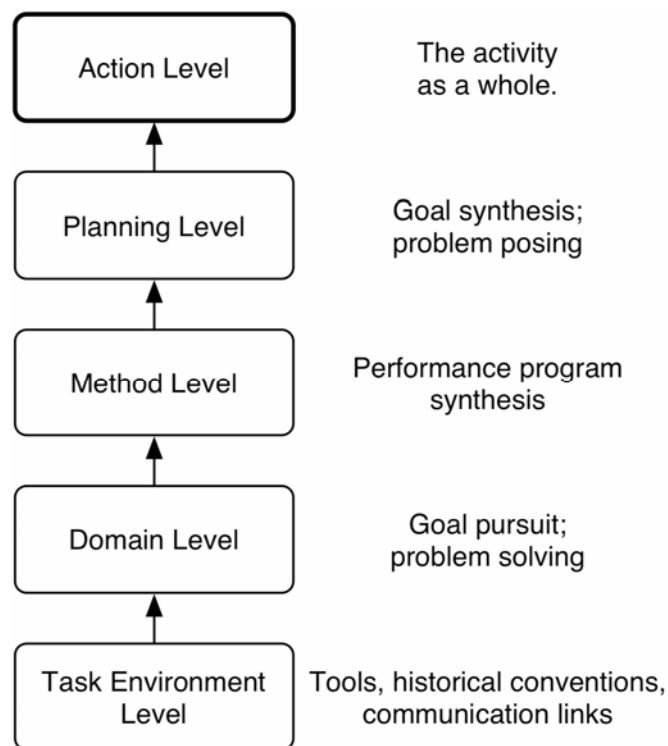 Action Level
The activity
as a whole.
Planning Level
Goal synthesis;
problem posing
Method Level
Performance program
synthesis
Domain Level
Goal pursuit;
problem solving
Task Environment
Level
Tools, historical conventions,
communication links